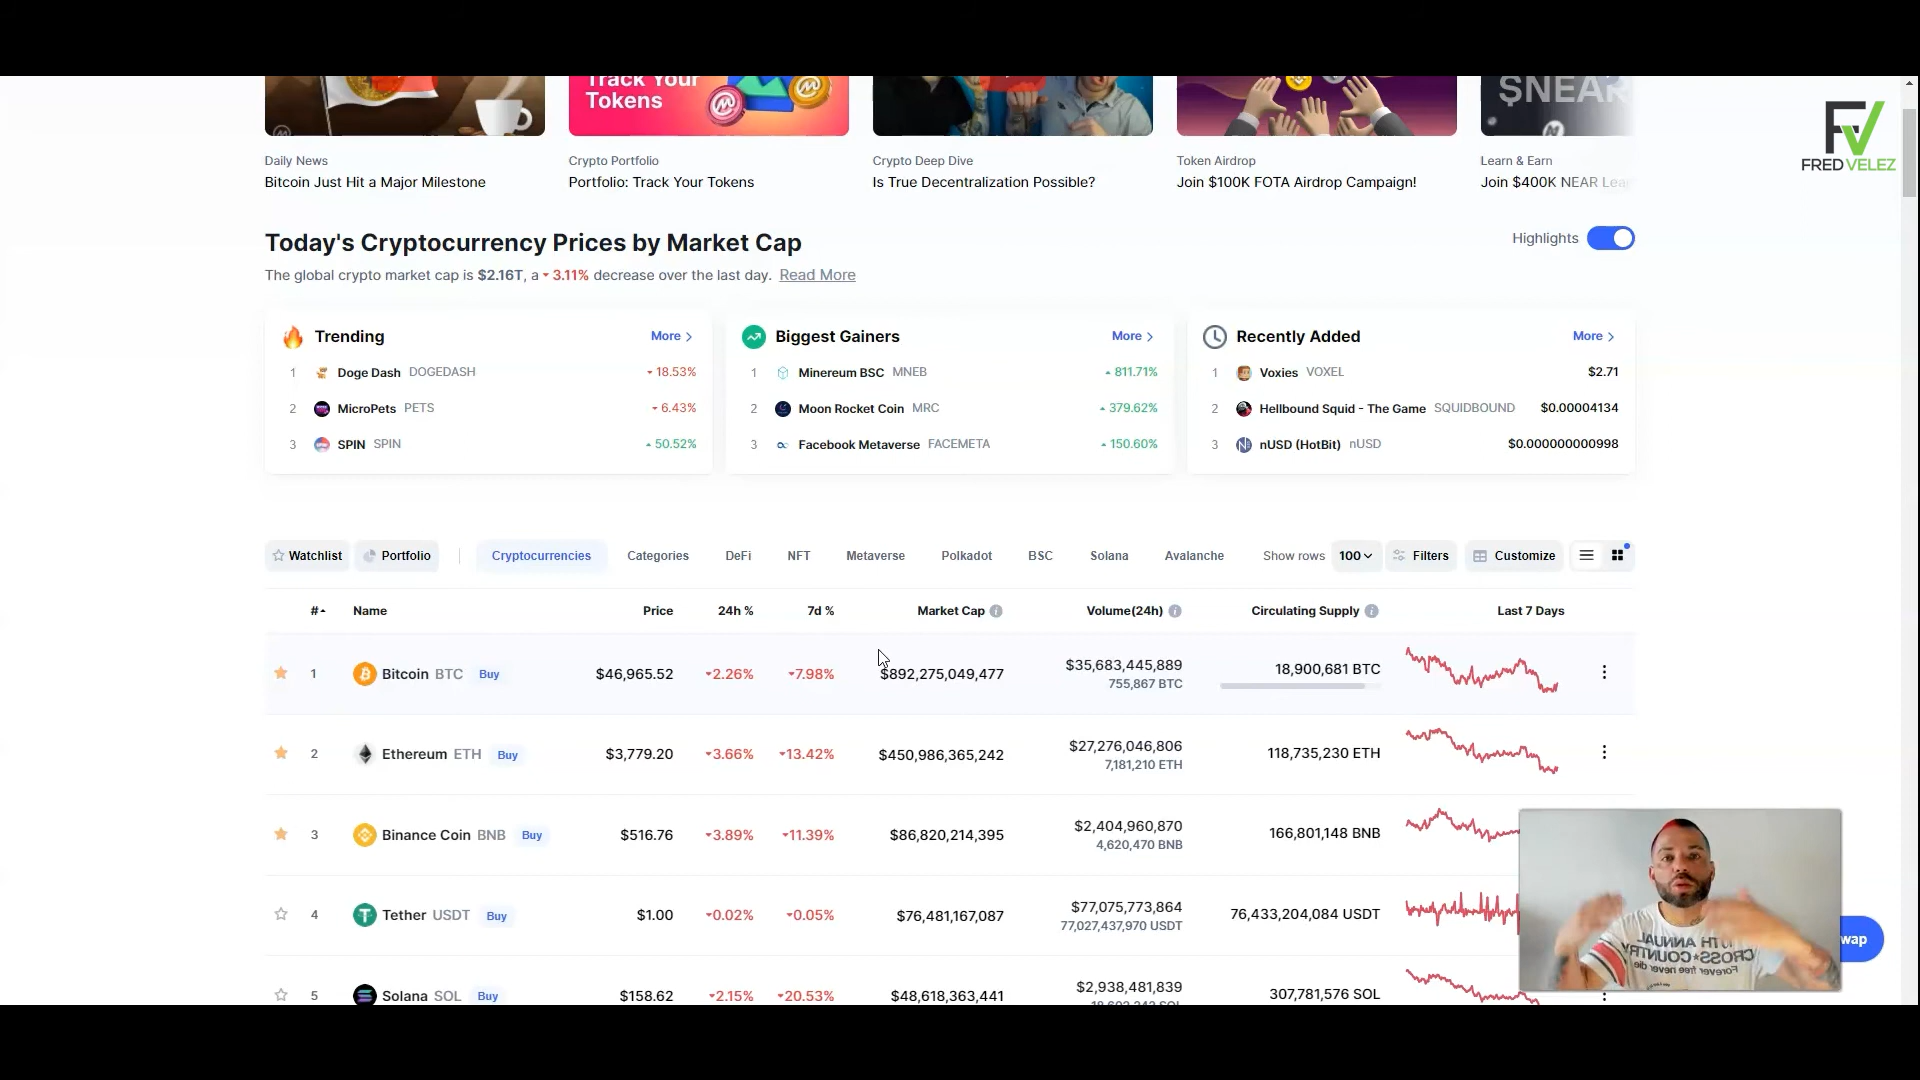 Track Your
Tokens
$NEAR
Daily News
Bitcoin Just Hit a Major Milestone
Crypto Portfolio
Portfolio: Track Your Tokens
Crypto Deep Dive
Is True Decentralization Possible?
Token Airdrop
Join $100K FOTA Airdrop Campaign!
Learn & Earn
Join $400K NEAR Lea
FV
FRED VELEZ
Today's Cryptocurrency Prices by Market Cap
Highlights
The global crypto market cap is $2.16T, a 3.11% decrease over the last day. Read More
Trending More
1 Doge Dash DOGEDASH 18.53%
2 MicroPets PETS 6.43%
3 SPIN SPIN 50.52%
Biggest Gainers More
1 Minereum BSC MNEB 811.71%
2 Moon Rocket Coin MRC 379.62%
3 Facebook Metaverse FACEMETA 150.60%
Recently Added More
1 Voxies VOXEL $2.71
2 Hellbound Squid - The Game SQUIDBOUND $0.00004134
3 nUSD (HotBit) nUSD $0.000000000998
Watchlist Portfolio Cryptocurrencies Categories DeFi NFT Metaverse Polkadot BSC Solana Avalanche Show rows 100 Filters Customize
# Name Price 24h % 7d % Market Cap Volume(24h) Circulating Supply Last 7 Days
1 Bitcoin BTC Buy $46,965.52 2.26% 7.98% $892,275,049,477 $35,683,445,889 18,900,681 BTC
755,867 BTC
2 Ethereum ETH Buy $3,779.20 3.66% 13.42% $450,986,365,242 $27,276,046,806 118,735,230 ETH
7,181,210 ETH
3 Binance Coin BNB Buy $516.76 3.89% 11.39% $86,820,214,395 $2,404,960,870 166,801,148 BNB
4,620,470 BNB
4 Tether USDT Buy $1.00 0.02% 0.05% $76,481,167,087 $77,075,773,864 76,433,204,084 USDT
77,027,437,970 USDT
5 Solana SOL Buy $158.62 2.15% 20.53% $48,618,363,441 $2,938,481,839 307,781,576 SOL
wap
ANNUAL
CROSS★COUNTRY
Forever free never die